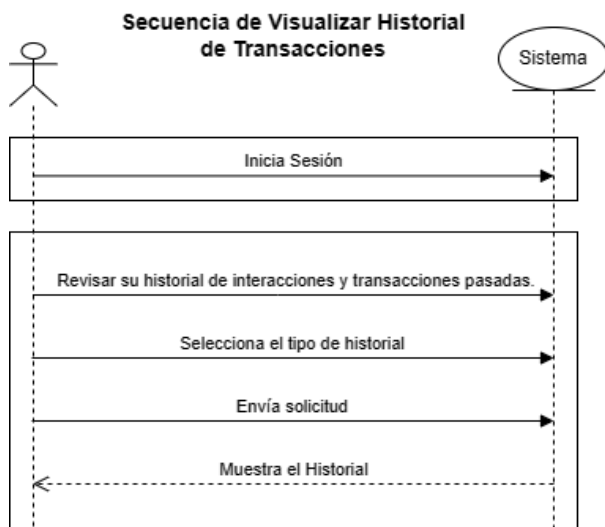 Secuencia de Visualizar Historial
de Transacciones
Sistema
Inicia Sesión
Revisar su historial de interacciones y transacciones pasadas.
Selecciona el tipo de historial
Envía solicitud
Muestra el Historial